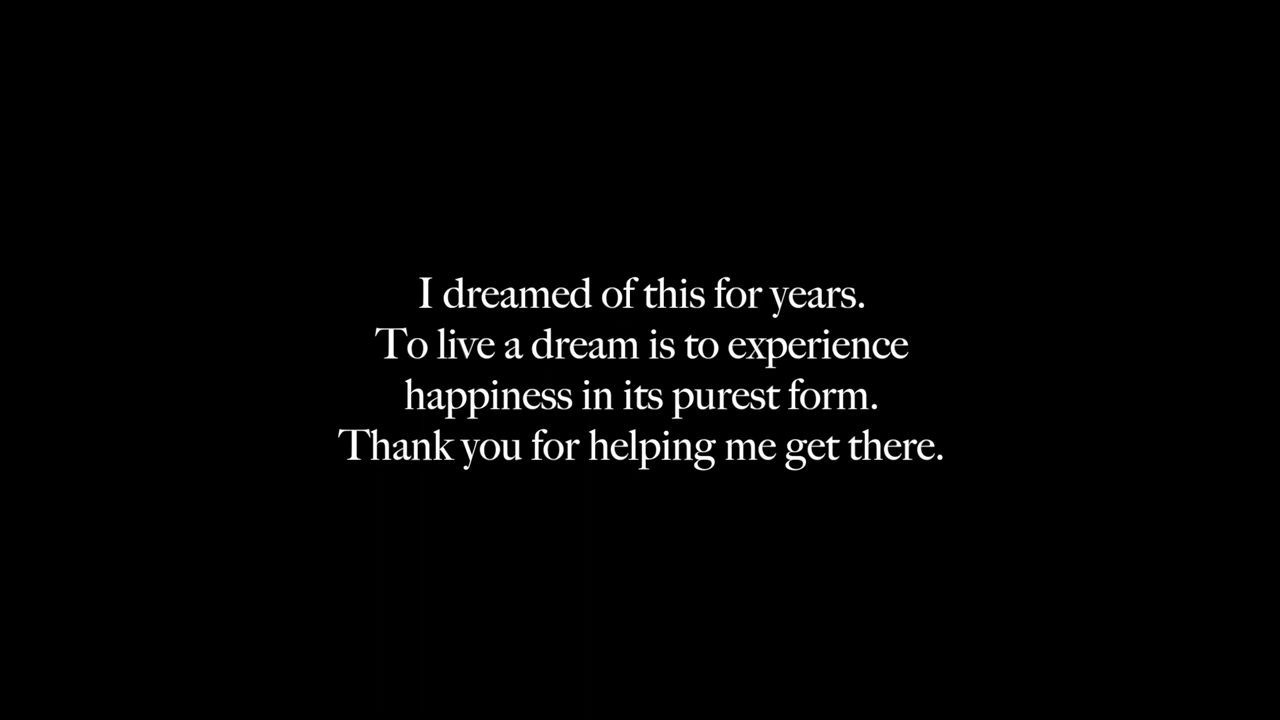 I dreamed of this for years.
To live a dream is to experience
happiness in its purest form.
Thank you for helping me get there.